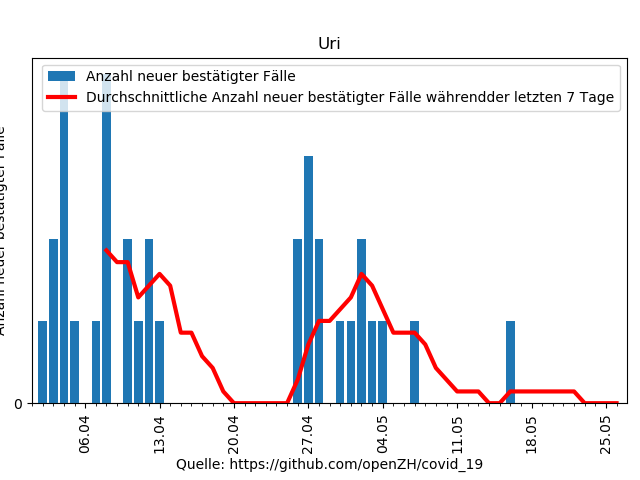 Uri
Anzahl neuer bestätigter Fälle
Durchschnittliche Anzahl neuer bestätigter Fälle währendder letzten 7 Tage
Anzahl neuer bestätigter Fälle
0
06.04
13.04
20.04
27.04
04.05
11.05
18.05
25.05
Quelle: https://github.com/openZH/covid_19